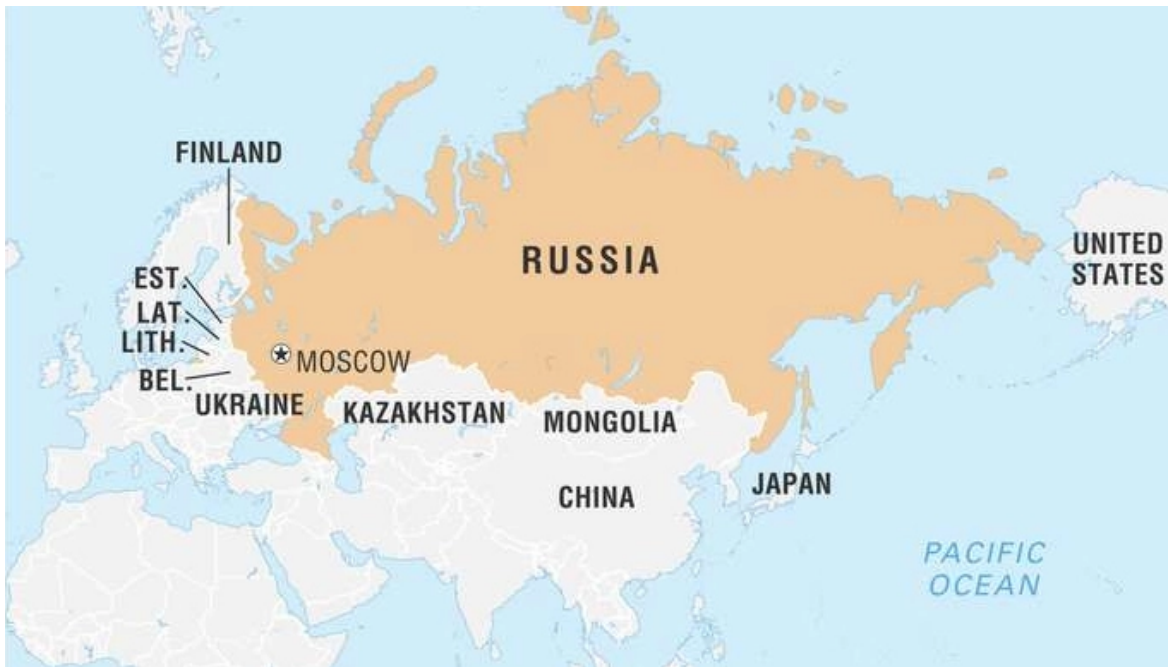 FINLAND
RUSSIA
UNITED
STATES
EST.
LAT.
LITH.
BEL.
MOSCOW
UKRAINE
KAZAKHSTAN
MONGOLIA
CHINA
JAPAN
PACIFIC
OCEAN